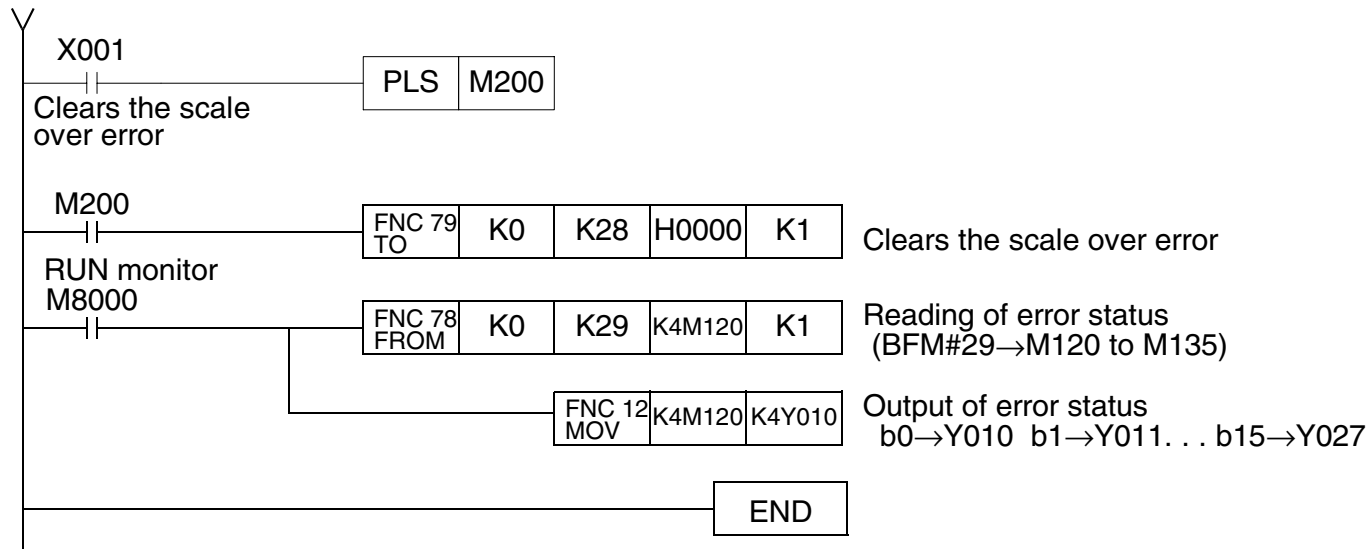 X001
PLS M200
Clears the scale
over error
M200
FNC 79
TO K0 K28 H0000 K1 Clears the scale over error
RUN monitor
M8000
FNC 78
FROM K0 K29 K4M120 K1 Reading of error status
(BFM#29→M120 to M135)
FNC 12
MOV K4M120 K4Y010 Output of error status
b0→Y010 b1→Y011. . . b15→Y027
END